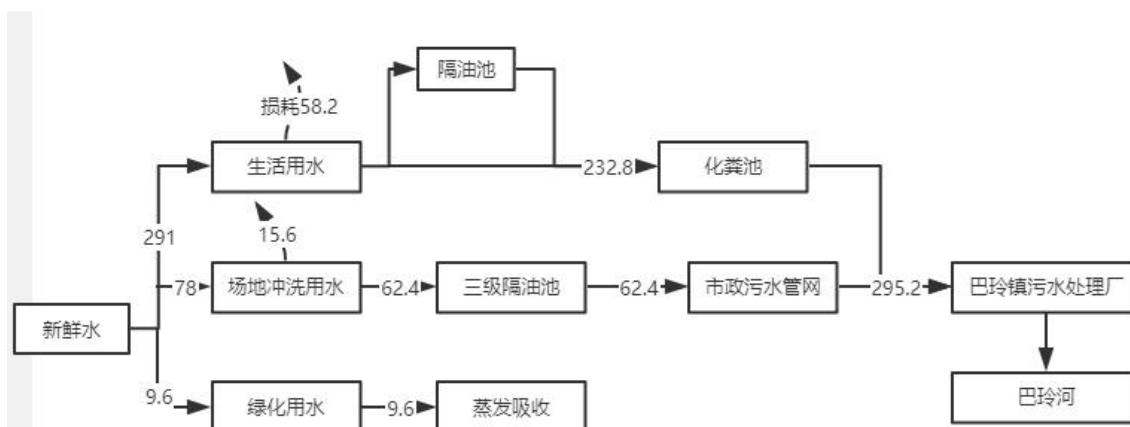 隔油池
损耗58.2
生活用水
232.8
化粪池
291
15.6
78
场地冲洗用水
62.4
三级隔油池
62.4
市政污水管网
295.2
巴玲镇污水处理厂
新鲜水
9.6
绿化用水
9.6
蒸发吸收
巴玲河